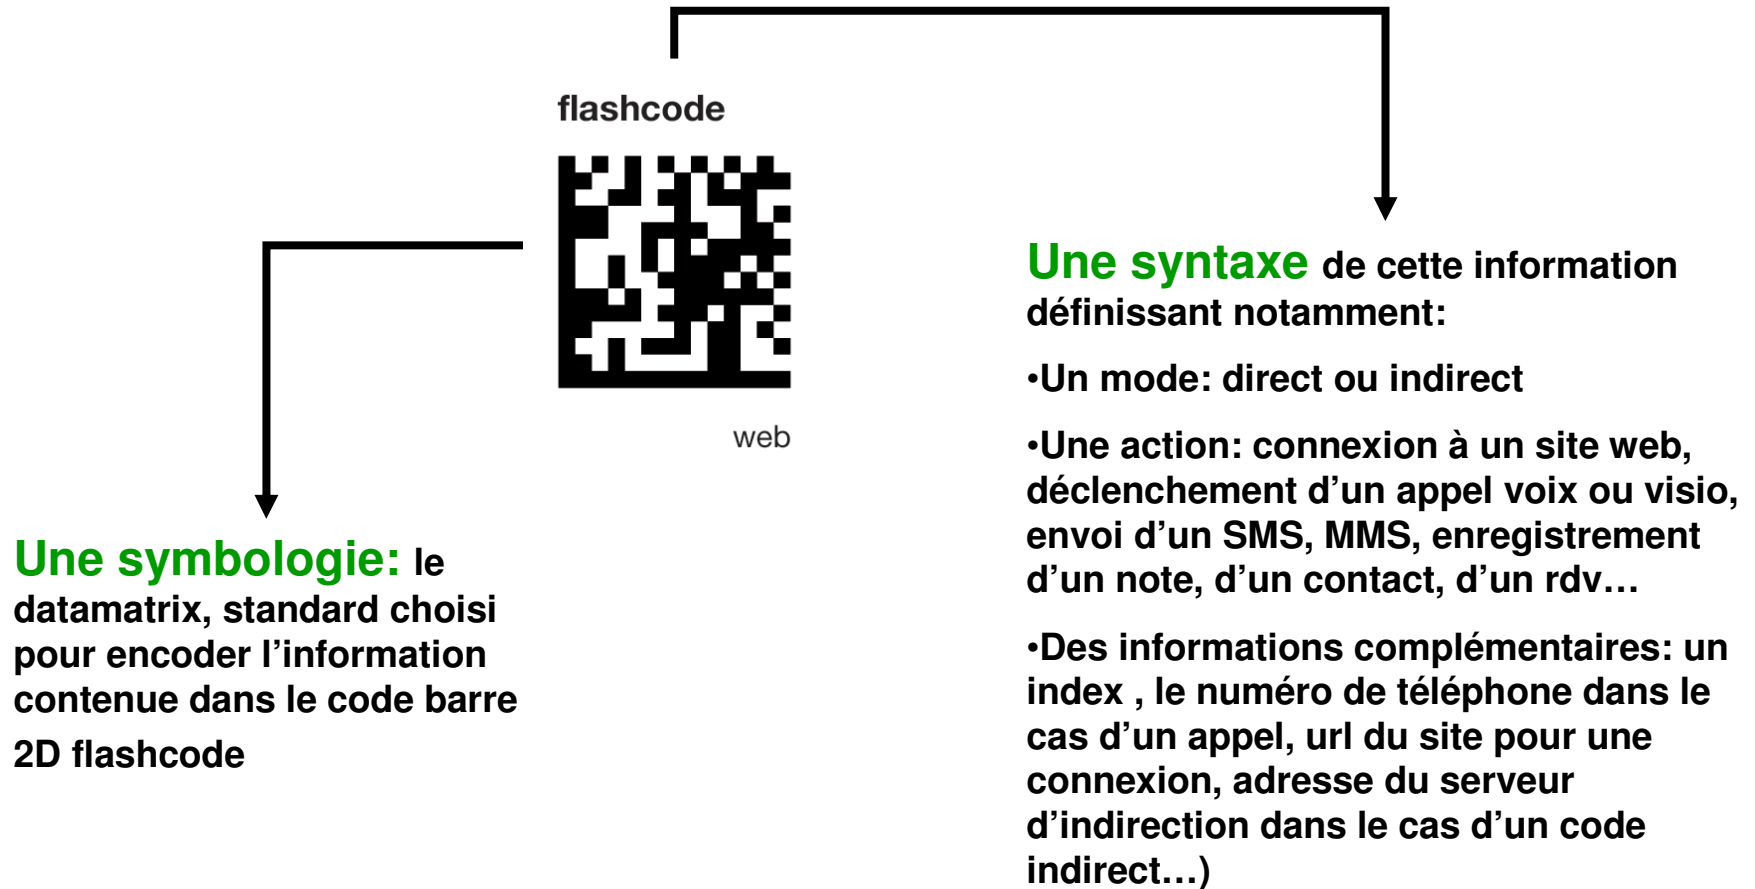 flashcode
web
Une symbologie: le
datamatrix, standard choisi
pour encoder l’information
contenue dans le code barre
2D flashcode
Une syntaxe de cette information
définissant notamment:
•Un mode: direct ou indirect
•Une action: connexion à un site web,
déclenchement d’un appel voix ou visio,
envoi d’un SMS, MMS, enregistrement
d’un note, d’un contact, d’un rdv…
•Des informations complémentaires: un
index , le numéro de téléphone dans le
cas d’un appel, url du site pour une
connexion, adresse du serveur
d’indirection dans le cas d’un code
indirect…)